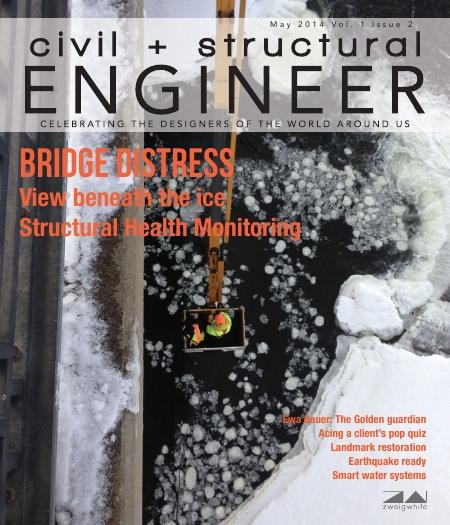 May 2014 Vol. 1 Issue 2
civil + structural
ENGINEER
CELEBRATING THE DESIGNERS OF THE WORLD AROUND US
BRIDGE DISTRESS
View beneath the ice
Structural Health Monitoring
Ewa Bauer: The Golden guardian
Acing a client's pop quiz
Landmark restoration
Earthquake ready
Smart water systems
zweigwhite